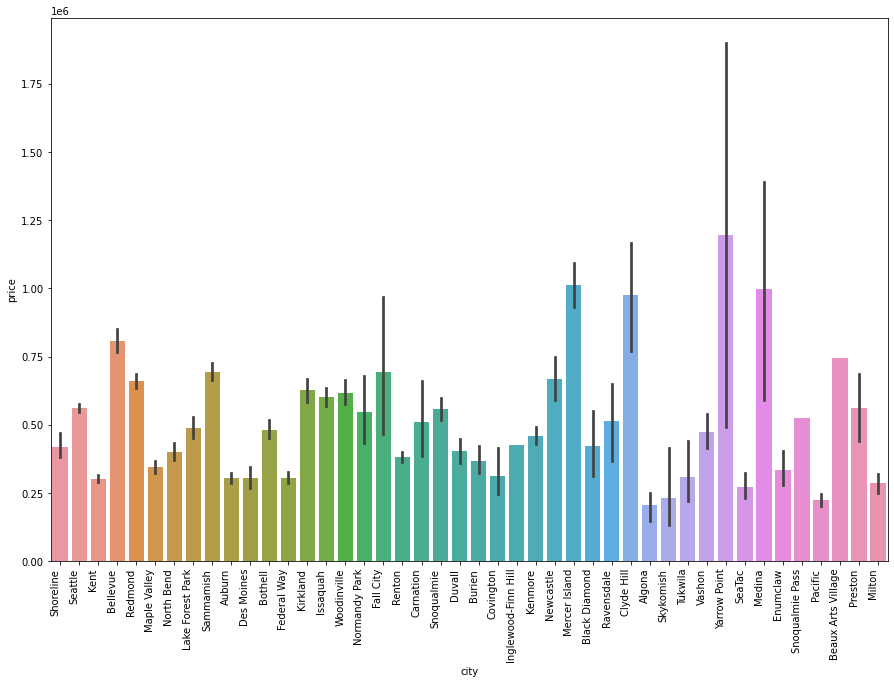 1e6
price
1.75
1.50
1.25
1.00
0.75
0.50
0.25
0.00
Shoreline
Seattle
Kent
Bellevue
Redmond
Maple Valley
North Bend
Lake Forest Park
Sammamish
Auburn
Des Moines
Bothell
Federal Way
Kirkland
Issaquah
Woodinville
Normandy Park
Fall City
Renton
Carnation
Snoqualmie
Duvall
Burien
Covington
Inglewood-Finn Hill
Kenmore
Newcastle
Mercer Island
Black Diamond
Ravensdale
Clyde Hill
Algona
Skykomish
Tukwila
Vashon
Yarrow Point
SeaTac
Medina
Enumclaw
Snoqualmie Pass
Pacific
Beaux Arts Village
Preston
Milton
city